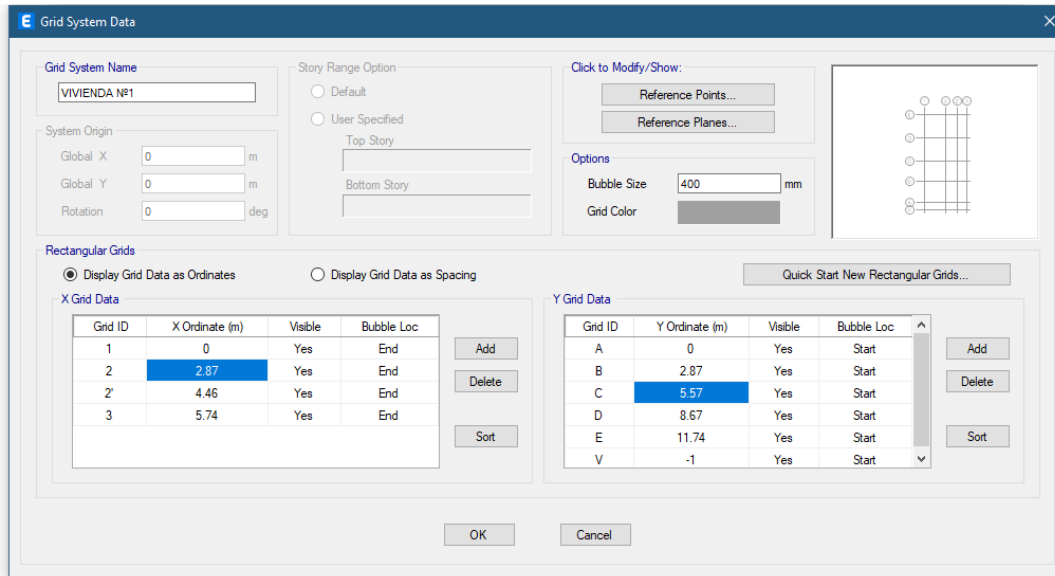 E Grid System Data
Grid System Name
VIVIENDA Nº1
System Origin
Global X 0 m
Global Y 0 m
Rotation 0 deg
Story Range Option
Default
User Specified
Top Story
Bottom Story
Click to Modify/Show:
Reference Points...
Reference Planes...
Options
Bubble Size 400 mm
Grid Color
Rectangular Grids
Display Grid Data as Ordinates Display Grid Data as Spacing Quick Start New Rectangular Grids...
X Grid Data
Grid ID X Ordinate (m) Visible Bubble Loc
1 0 Yes End
2 2.87 Yes End
2' 4.46 Yes End
3 5.74 Yes End
Add
Delete
Sort
Y Grid Data
Grid ID Y Ordinate (m) Visible Bubble Loc
A 0 Yes Start
B 2.87 Yes Start
C 5.57 Yes Start
D 8.67 Yes Start
E 11.74 Yes Start
V -1 Yes Start
Add
Delete
Sort
OK Cancel